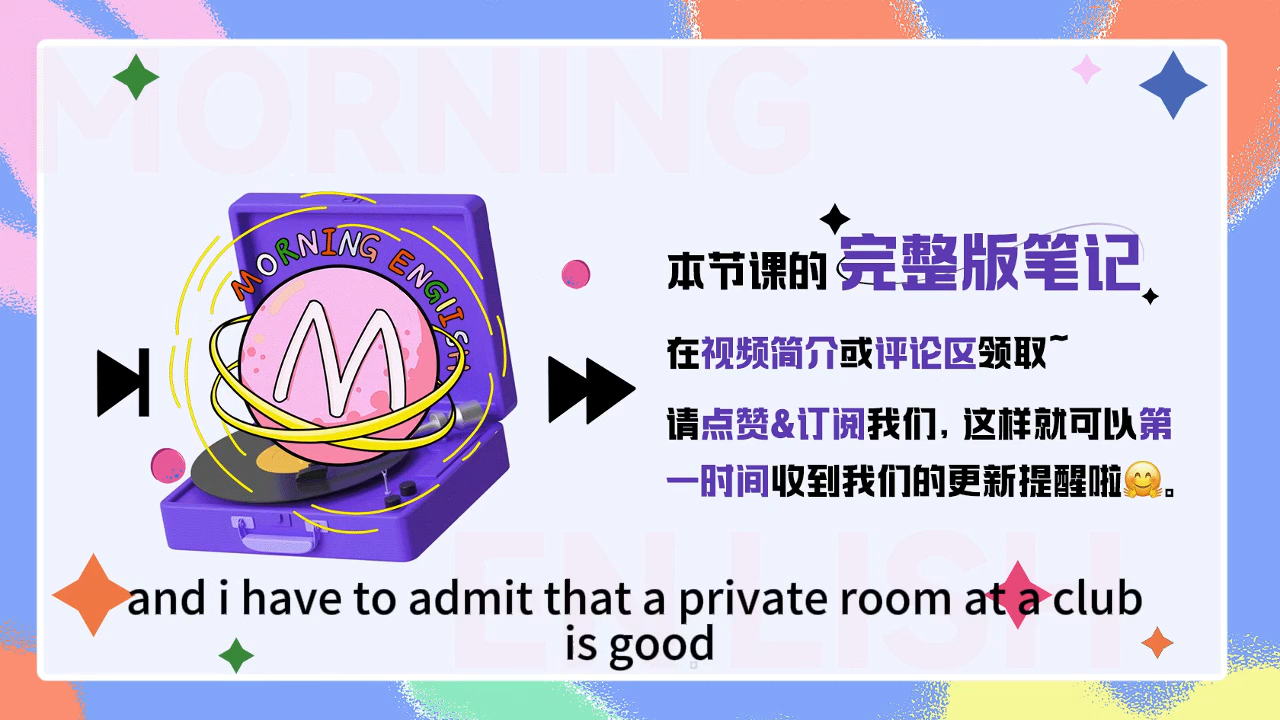 MORNING
MORNING ENGLISH
M
本节课的 完整版笔记
在视频简介或评论区领取~
请点赞&订阅我们, 这样就可以第
一时间收到我们的更新提醒啦🤗。
ENGLISH
and i have to admit that a private room at a club
is good